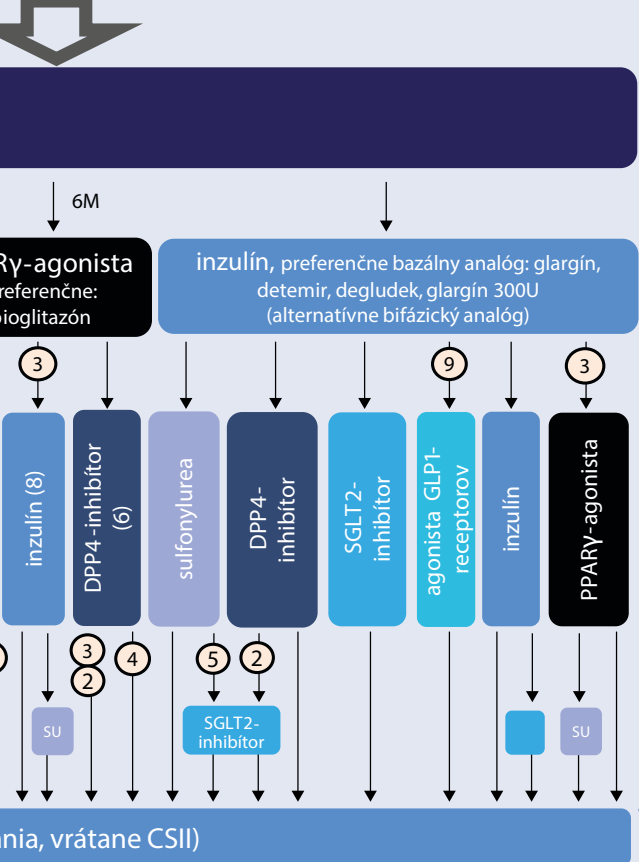 6M
Rγ-agonista
referenčne:
pioglitazón
inzulín, preferenčne bazálny analóg: glargín,
detemir, degludek, glargín 300U
(alternatívne bifázický analóg)
3
9
3
inzulín (8)
DPP4 -inhibítor
(6)
sulfonylurea
DPP4-
inhibítor
SGLT2-
inhibítor
agonista GLP1-
receptorov
inzulín
PPARγ-agonista
3
2
4
5
2
SU
SGLT2-
inhibítor
SU
ania, vrátane CSII)